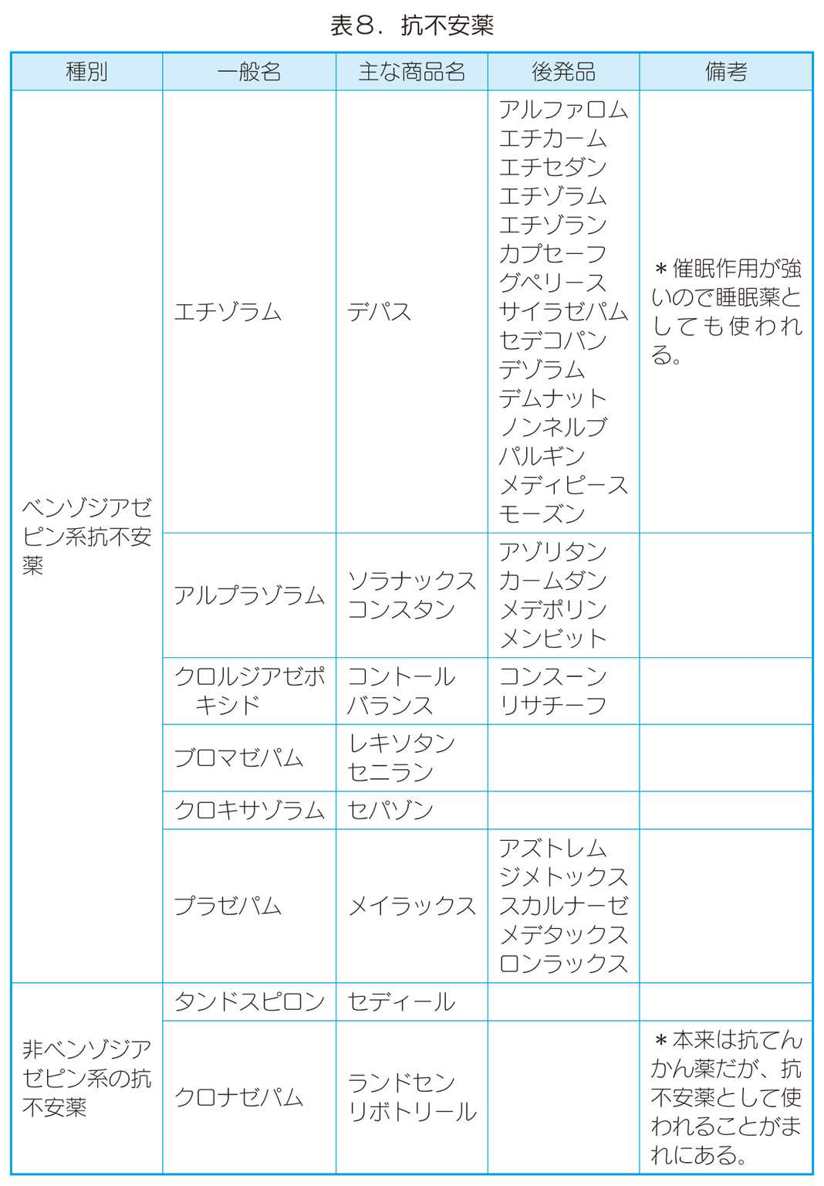 表8．抗不安薬
種別
一般名
主な商品名
後発品
備考
ベンゾジアゼ
ピン系抗不安
薬
エチゾラム
デパス
アルファロム
エチカーム
エチセダン
エチゾラム
エチゾラン
カプセーフ
グペリース
サイラゼパム
セデコパン
デゾラム
デムナット
ノンネルブ
パルギン
メディピース
モーズン
＊催眠作用が強
いので睡眠薬と
しても使われ
る。
アルプラゾラム
ソラナックス
コンスタン
アゾリタン
カームダン
メデポリン
メンビット
クロルジアゼポ
キシド
コントール
バランス
コンスーン
リサチーフ
ブロマゼパム
レキソタン
セニラン
クロキサゾラム
セパゾン
プラゼパム
メイラックス
アズトレム
ジメトックス
スカルナーゼ
メデタックス
ロンラックス
非ベンゾジア
ゼピン系の抗
不安薬
タンドスピロン
セディール
クロナゼパム
ランドセン
リボトリール
＊本来は抗てん
かん薬だが、抗
不安薬として使
われることがま
れにある。